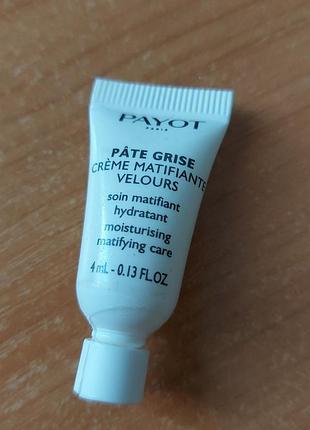 PAYOT
PARIS
PÂTE GRISE
CRÈME MATIFIANTE
VELOURS
soin matifiant
hydratant
moisturising
matifying care
4 mL - 0.13 FL.OZ